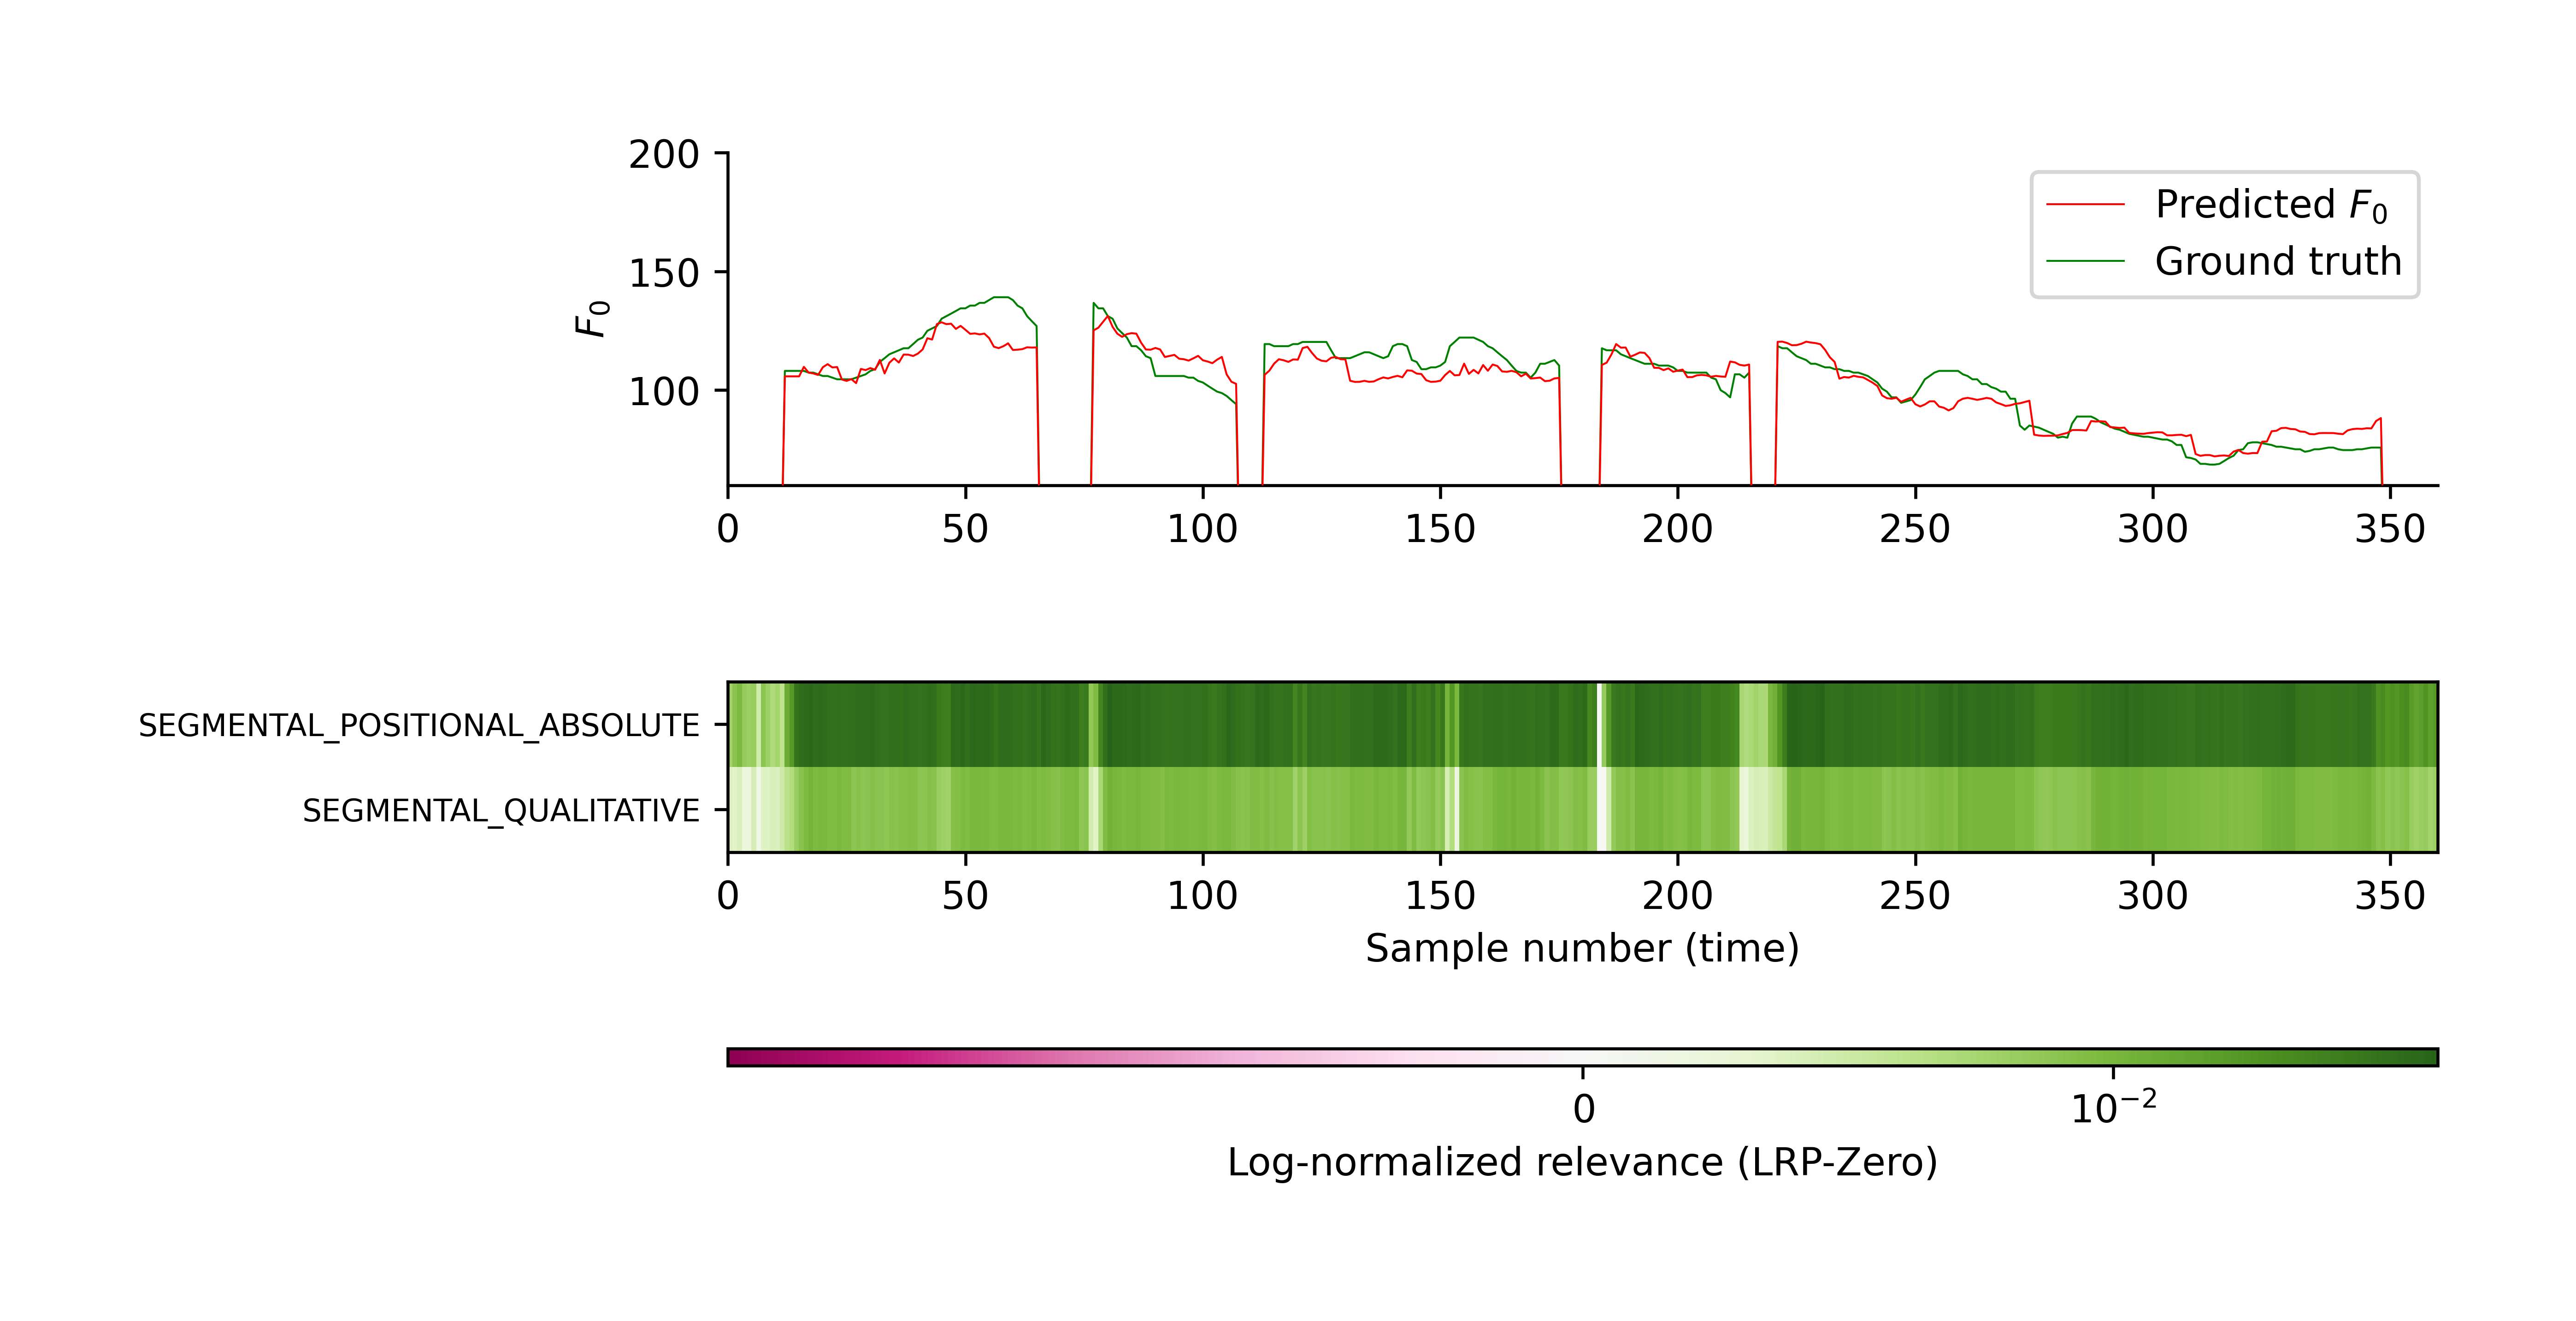 200
150
100
F₀
Predicted F₀
Ground truth
0 50 100 150 200 250 300 350
SEGMENTAL_POSITIONAL_ABSOLUTE
SEGMENTAL_QUALITATIVE
0 50 100 150 200 250 300 350
Sample number (time)
0 10⁻²
Log-normalized relevance (LRP-Zero)